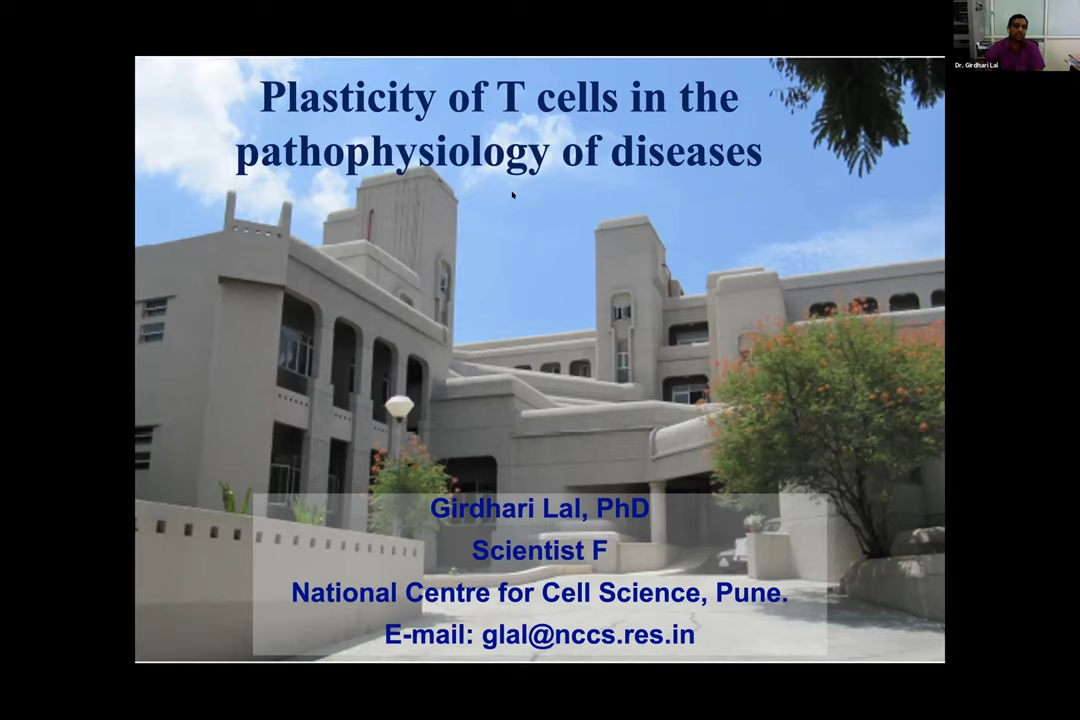 Plasticity of T cells in the
pathophysiology of diseases
Girdhari Lal, PhD
Scientist F
National Centre for Cell Science, Pune.
E-mail: glal@nccs.res.in
Dr. Girdhari Lal